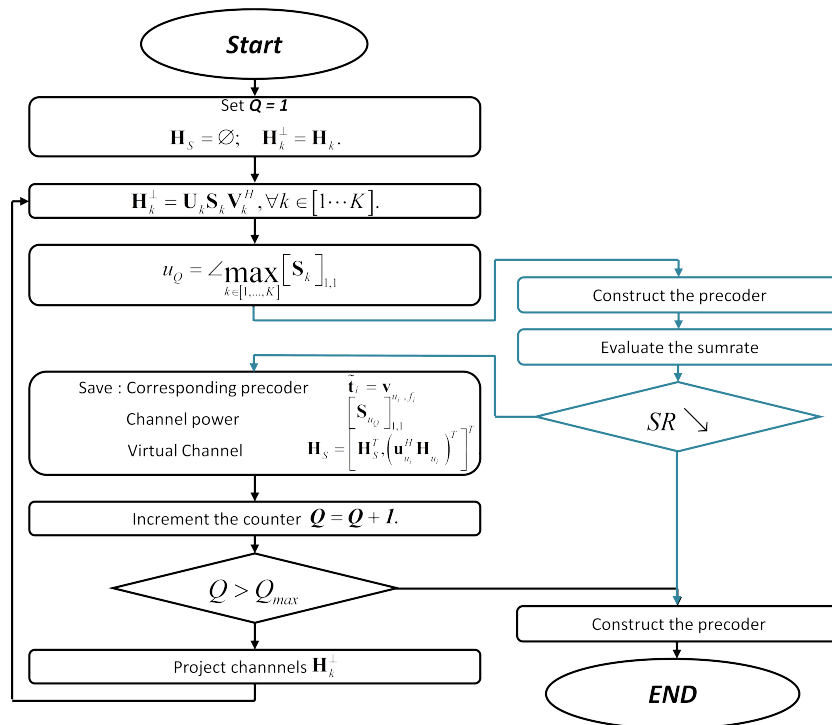 Start
Set Q = 1
H_S = ∅; H_k^⊥ = H_k.
H_k^⊥ = U_k S_k V_k^H, ∀k ∈ [1⋯K].
u_Q = ∠ max_{k∈[1,...,K]} [S_k]_{1,1}
Construct the precoder
Evaluate the sumrate
SR ↘
Save : Corresponding precoder t̃_i = v_{u_i, f_i}
Channel power [S_{u_Q}]_{1,1}
Virtual Channel H_S = [H_S^T, (u_{u_i}^H H_{u_i})^T]^T
Increment the counter Q = Q + 1.
Q > Q_max
Project channnels H_k^⊥
Construct the precoder
END